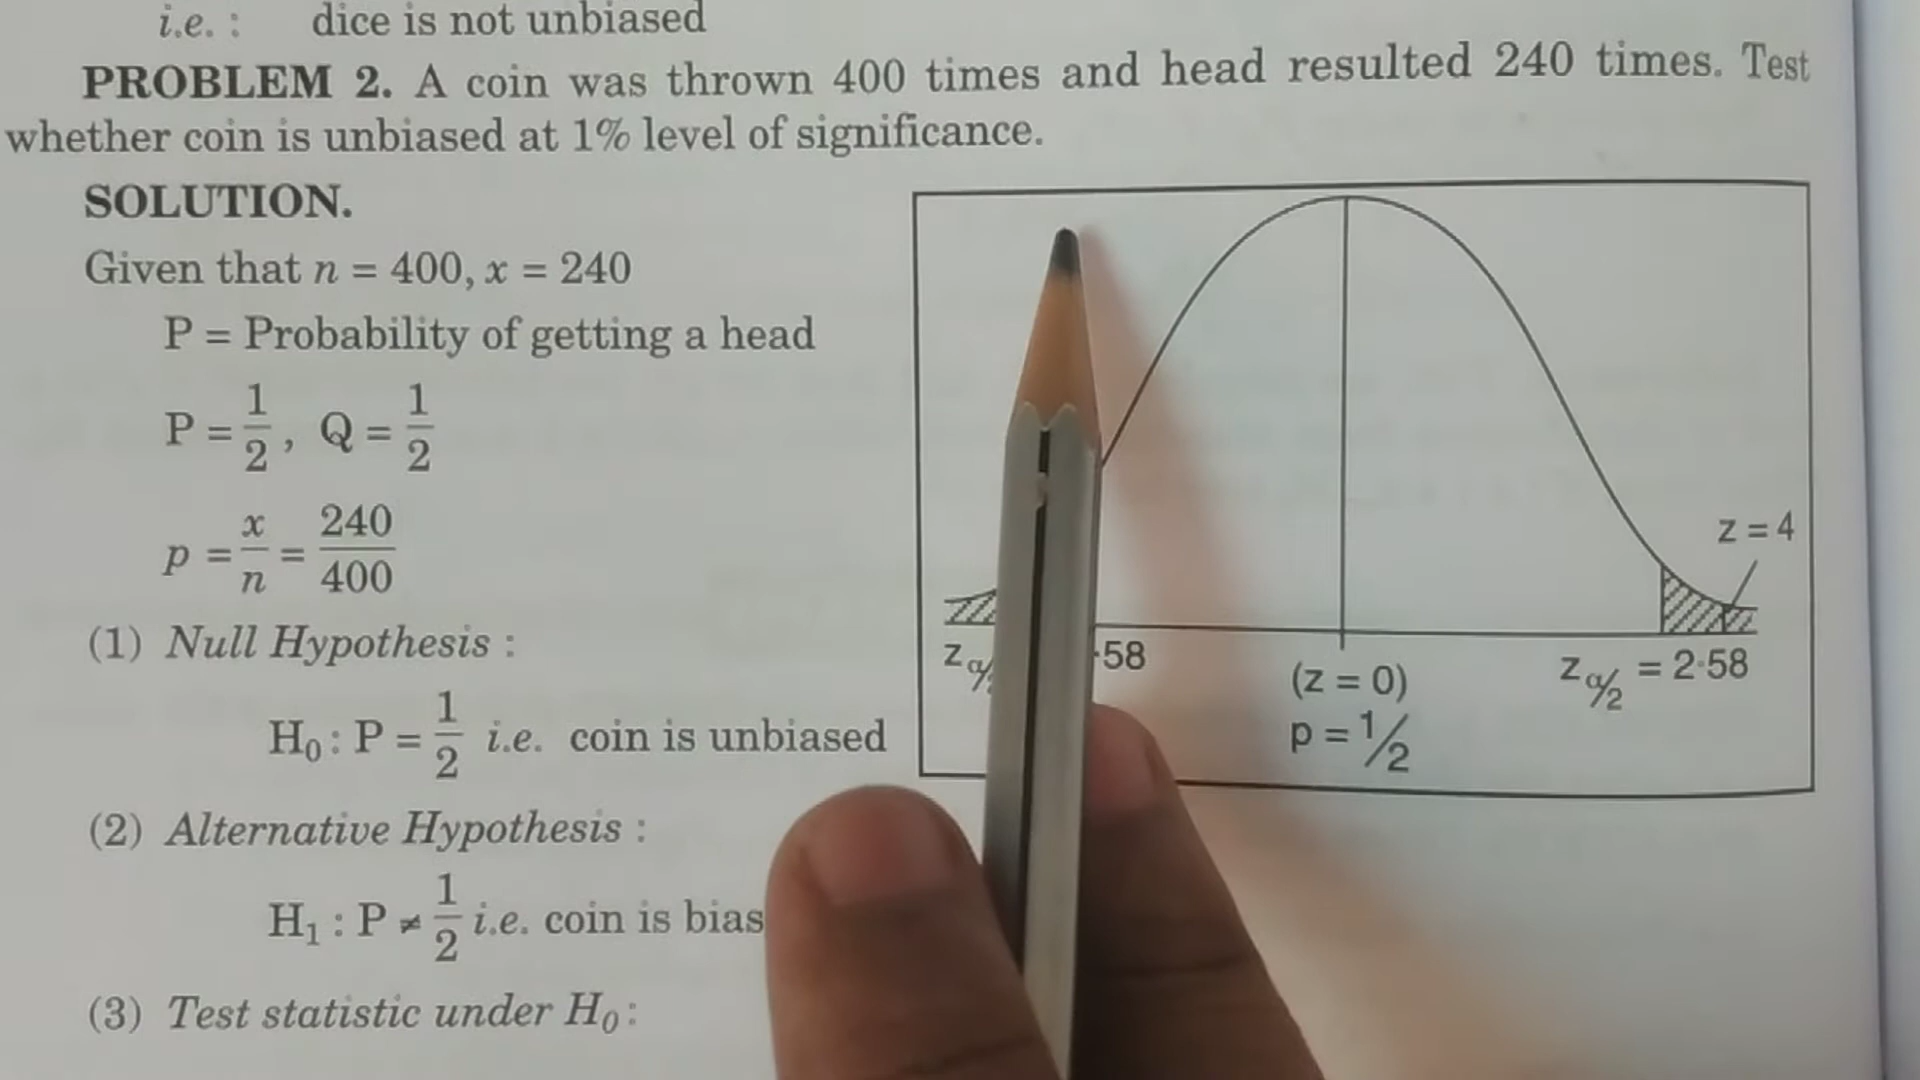 i.e. : dice is not unbiased
PROBLEM 2. A coin was thrown 400 times and head resulted 240 times. Test
whether coin is unbiased at 1% level of significance.
SOLUTION.
Given that n = 400, x = 240
P = Probability of getting a head
P = 1/2 , Q = 1/2
p = x/n = 240/400
(1) Null Hypothesis :
H₀ : P = 1/2 i.e. coin is unbiased
(2) Alternative Hypothesis :
H₁ : P ≠ 1/2 i.e. coin is bias
(3) Test statistic under H₀ :
z = 4
·58
(z = 0)
z α/2 = 2·58
p = 1/2